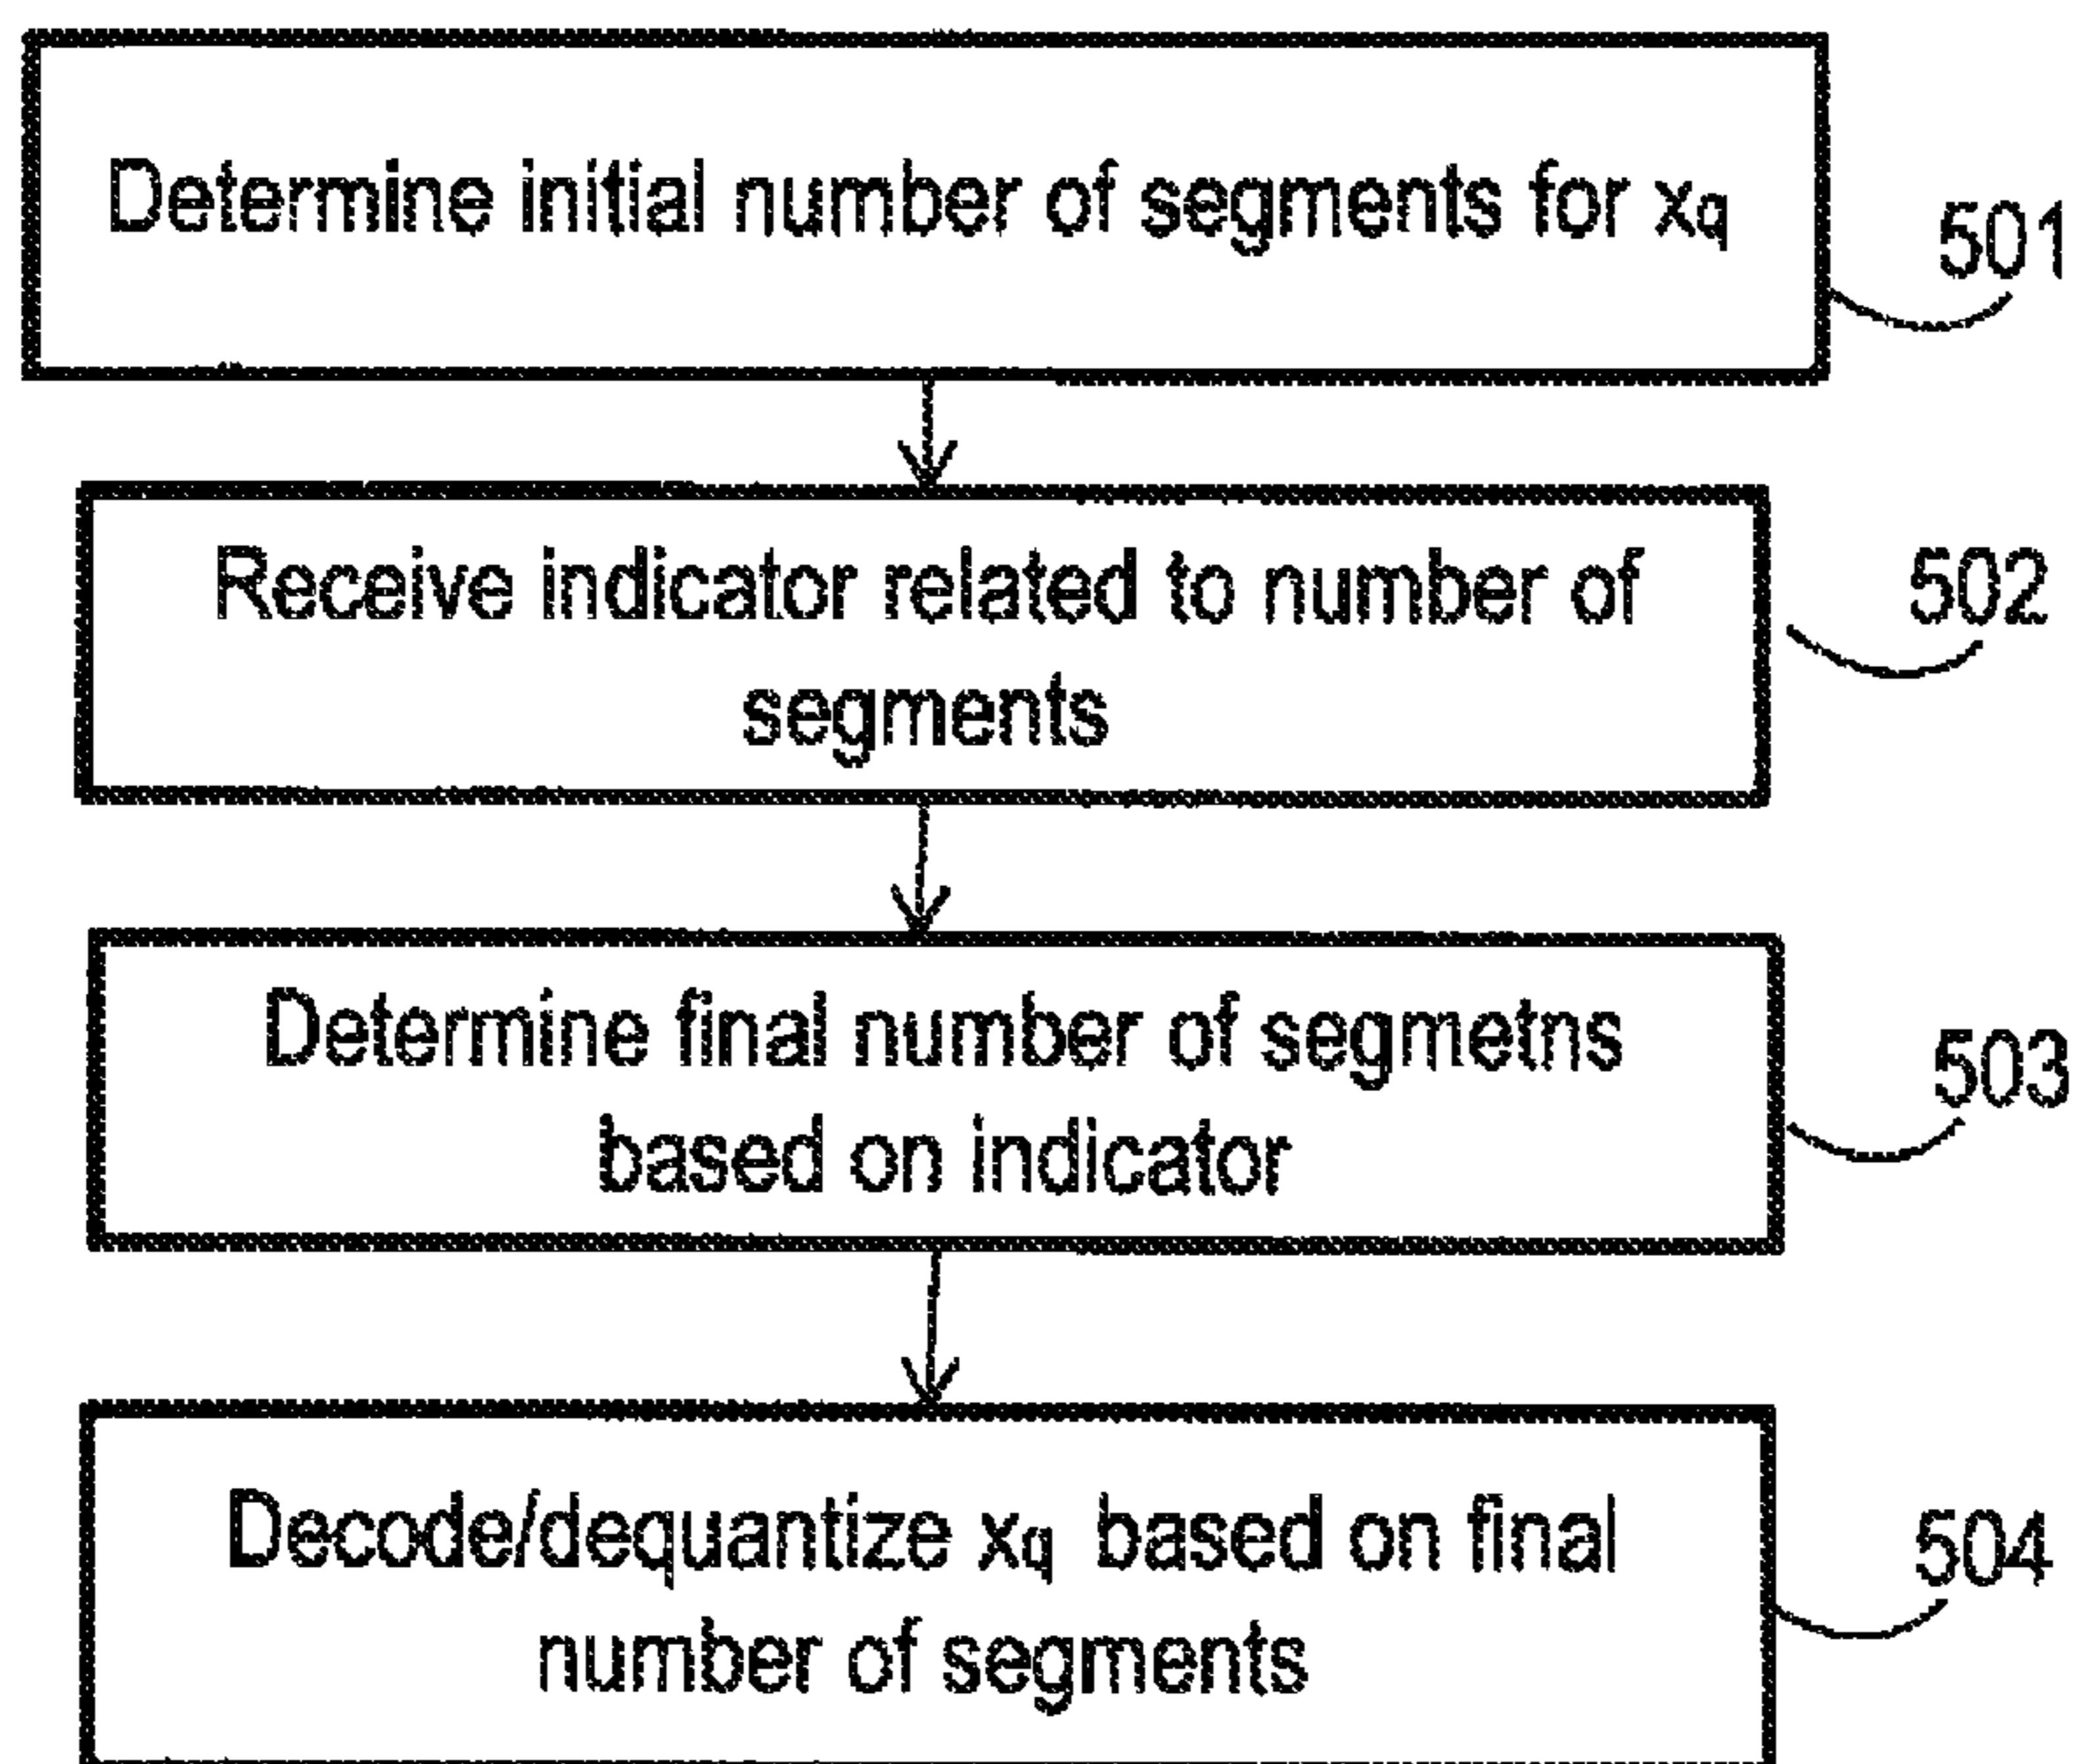 Determine initial number of segments for xq
501
Receive indicator related to number of
segments
502
Determine final number of segmetns
based on indicator
503
Decode/dequantize xq based on final
number of segments
504